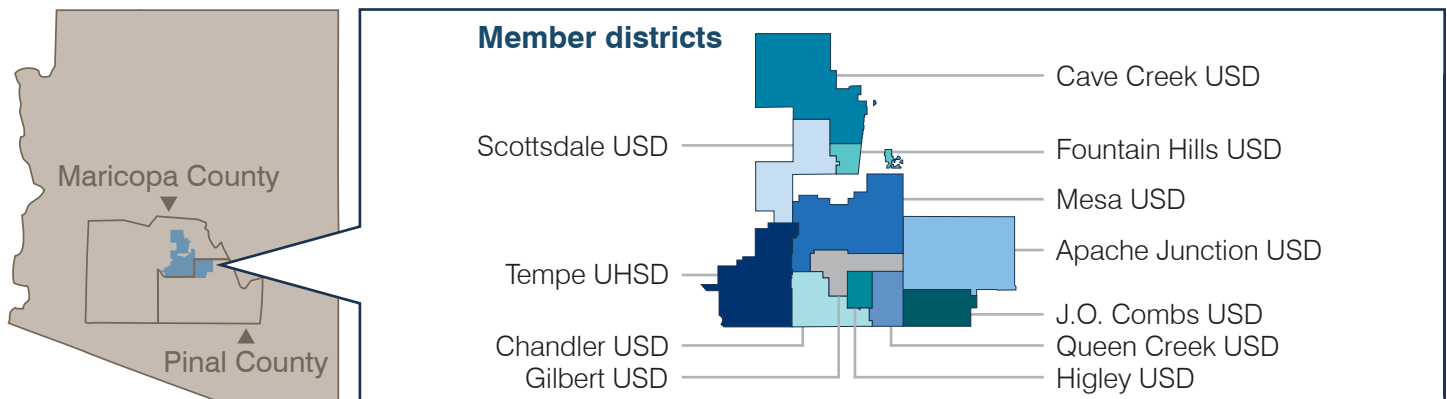 Member districts
Maricopa County
Pinal County
Scottsdale USD
Tempe UHSD
Chandler USD
Gilbert USD
Cave Creek USD
Fountain Hills USD
Mesa USD
Apache Junction USD
J.O. Combs USD
Queen Creek USD
Higley USD